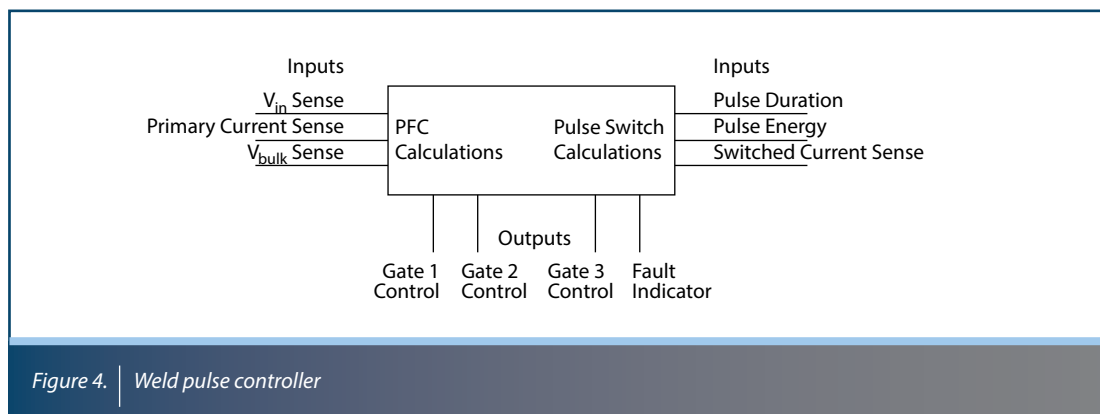 Inputs
V_in Sense
Primary Current Sense
V_bulk Sense
PFC
Calculations
Pulse Switch
Calculations
Inputs
Pulse Duration
Pulse Energy
Switched Current Sense
Outputs
Gate 1
Control
Gate 2
Control
Gate 3
Control
Fault
Indicator
Figure 4. Weld pulse controller